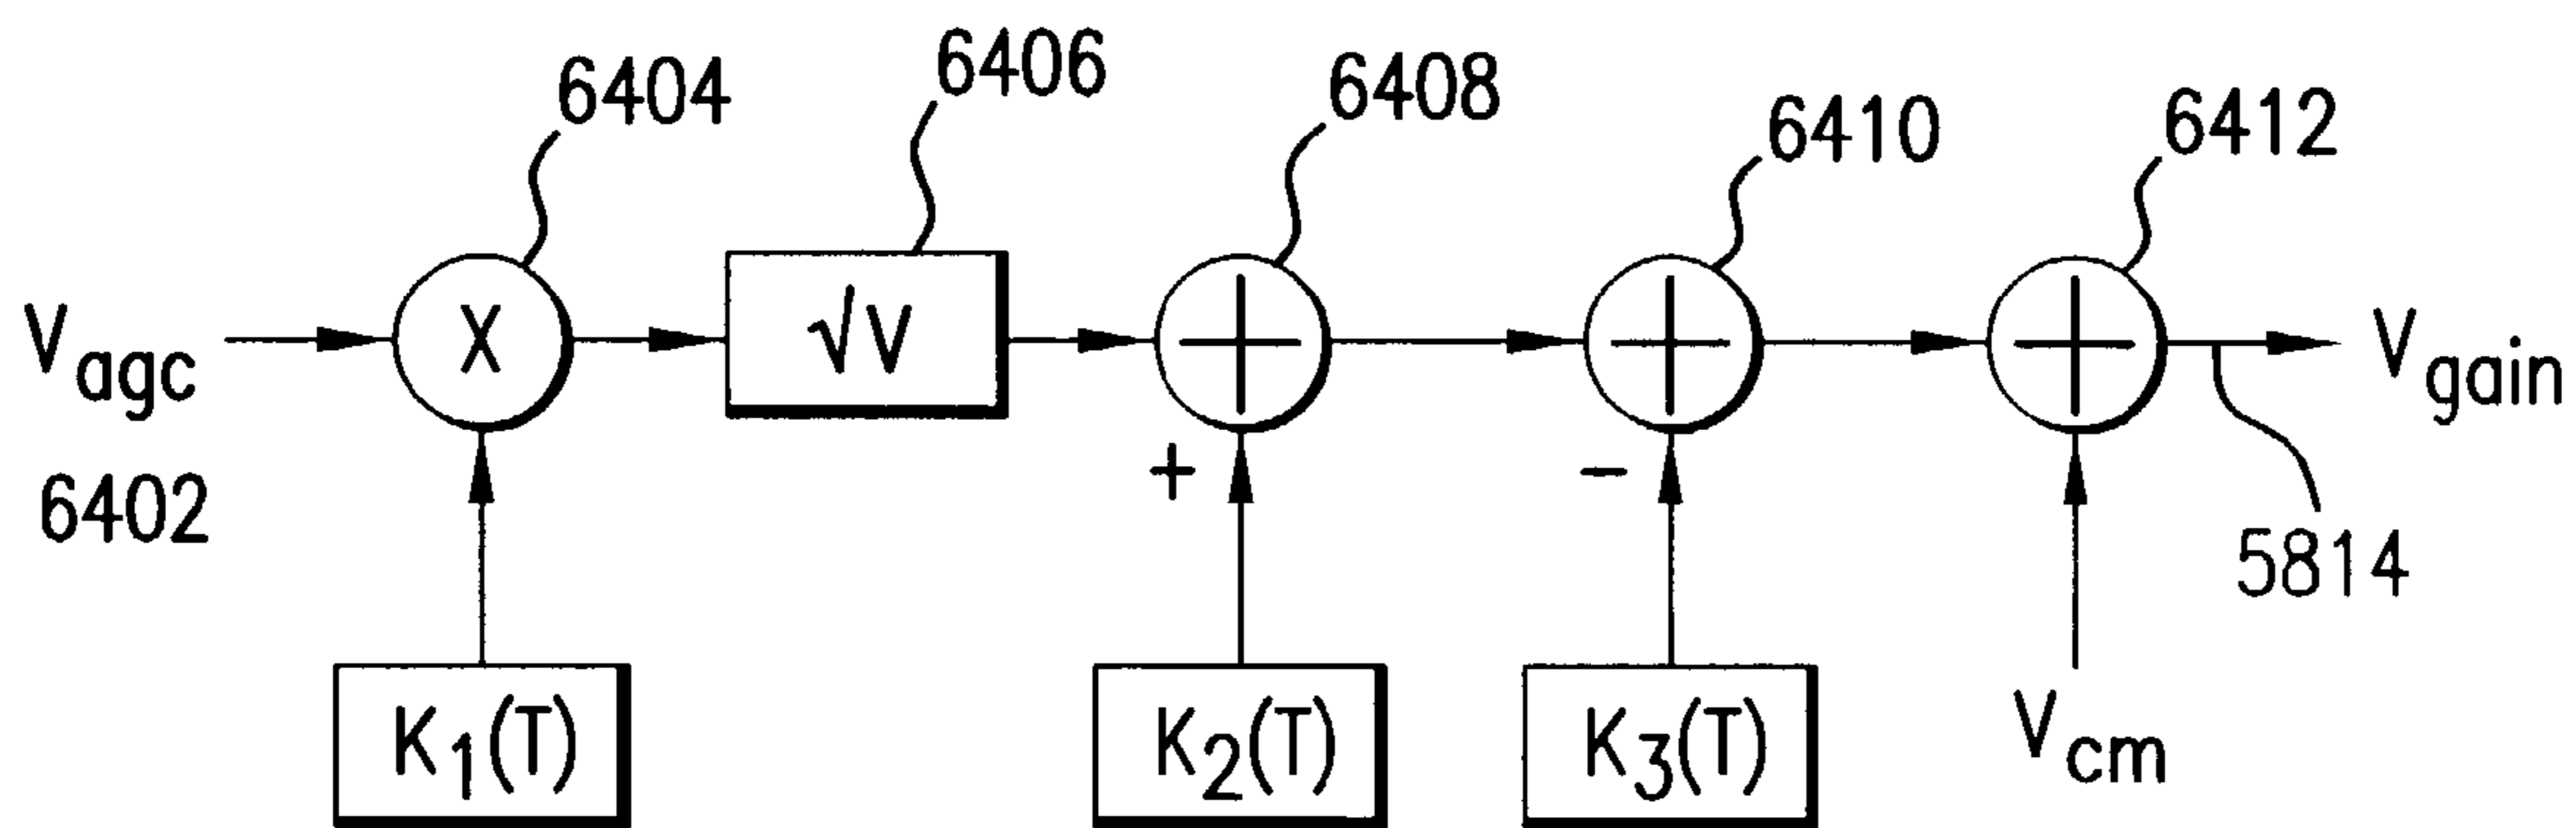 6404
6406
6408
6410
6412
Vagc
X
√V
+
+
+
Vgain
6402
+
-
5814
K1(T)
K2(T)
K3(T)
Vcm